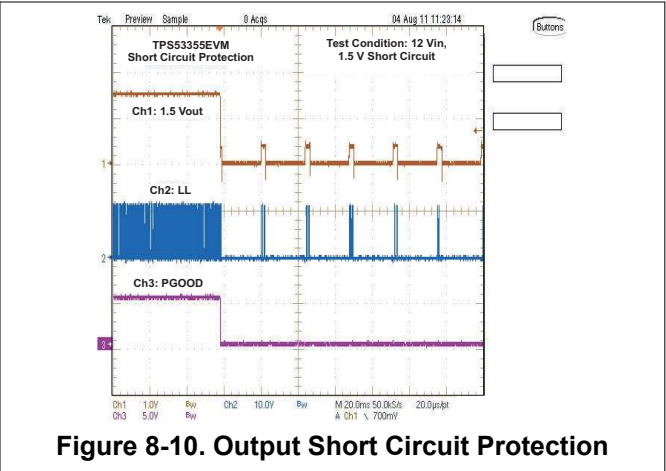 Tek Preview Sample 0 Acqs 04 Aug 11 11:23:14
Buttons
TPS53355EVM
Short Circuit Protection
Test Condition: 12 Vin,
1.5 V Short Circuit
Ch1: 1.5 Vout
1
Ch2: LL
2
Ch3: PGOOD
3
Ch1 1.0V Bw Ch2 10.0V Bw M 20.0ms 50.0kS/s 20.0µs/pt
Ch3 5.0V Bw A Ch1 \ 700mV
Figure 8-10. Output Short Circuit Protection